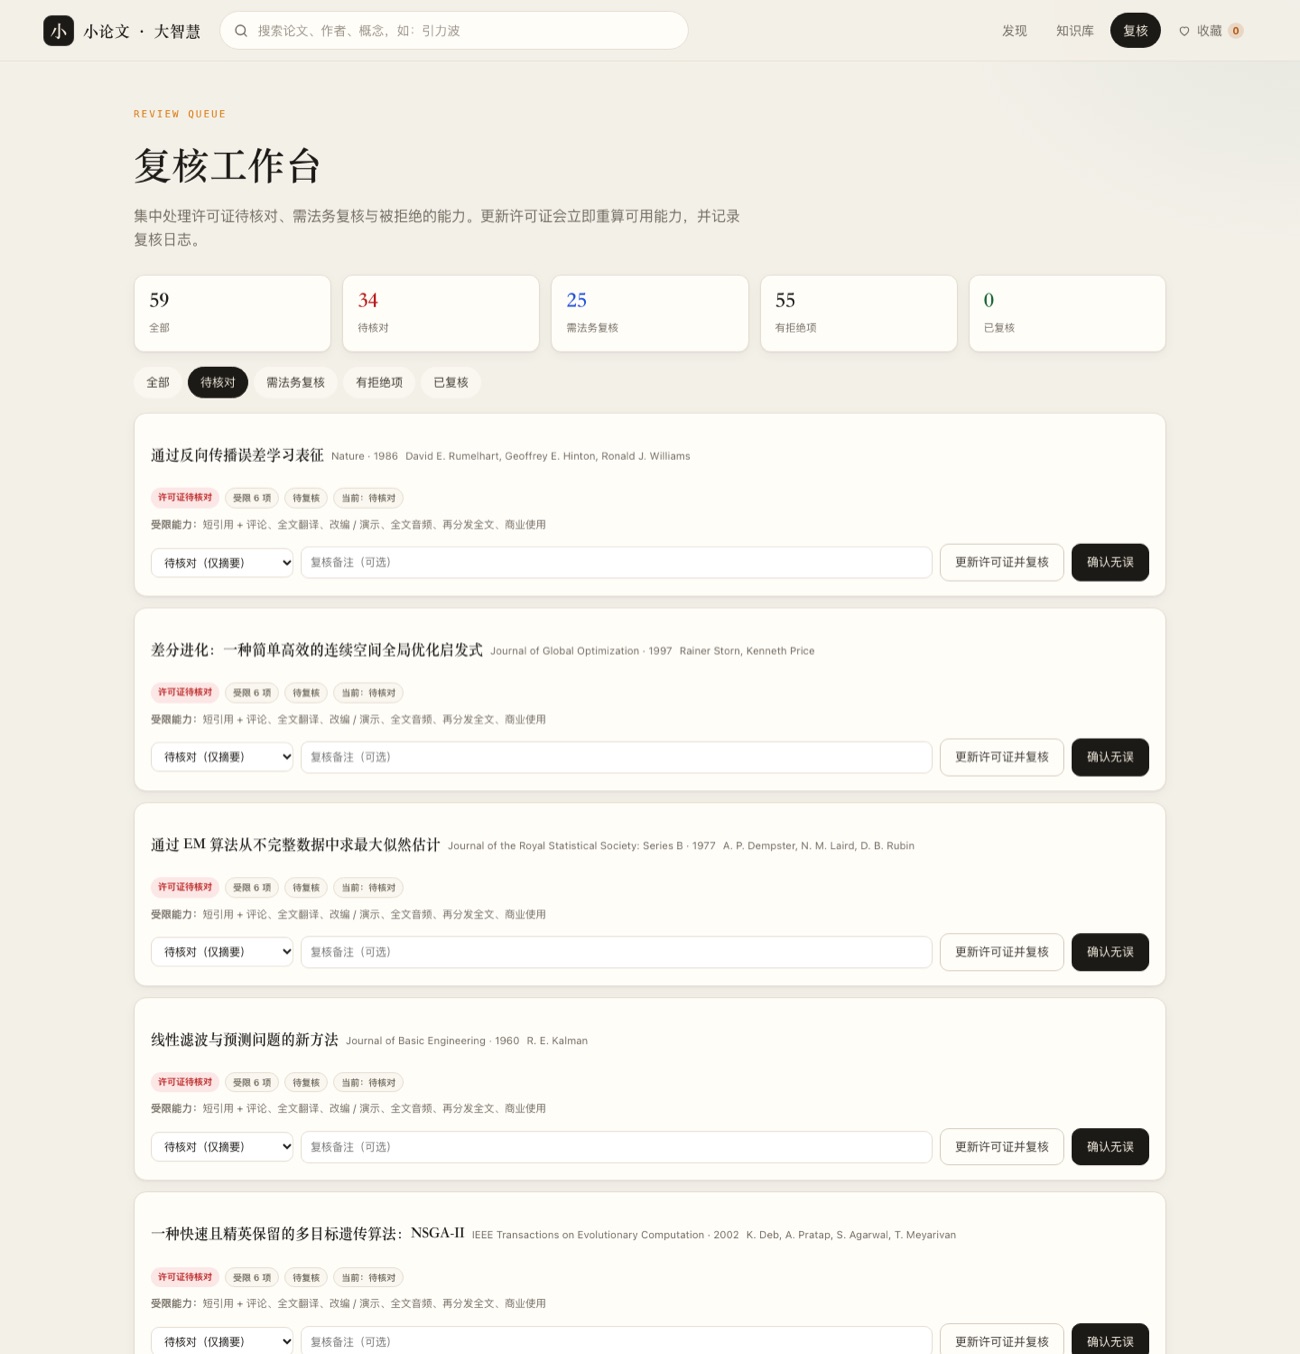 小 小论文 · 大智慧 搜索论文、作者、概念，如：引力波 发现 知识库 复核 收藏 0
REVIEW QUEUE
复核工作台
集中处理许可证待核对、需法务复核与被拒绝的能力。更新许可证会立即重算可用能力，并记录
复核日志。
59 34 25 55 0
全部 待核对 需法务复核 有拒绝项 已复核
全部 待核对 需法务复核 有拒绝项 已复核
通过反向传播误差学习表征 Nature · 1986 David E. Rumelhart, Geoffrey E. Hinton, Ronald J. Williams
许可证待核对 受限 6 项 待复核 当前：待核对
受限能力：短引用 + 评论、全文翻译、改编 / 演示、全文音频、再分发全文、商业使用
待核对（仅摘要） 复核备注（可选） 更新许可证并复核 确认无误
差分进化：一种简单高效的连续空间全局优化启发式 Journal of Global Optimization · 1997 Rainer Storn, Kenneth Price
许可证待核对 受限 6 项 待复核 当前：待核对
受限能力：短引用 + 评论、全文翻译、改编 / 演示、全文音频、再分发全文、商业使用
待核对（仅摘要） 复核备注（可选） 更新许可证并复核 确认无误
通过 EM 算法从不完整数据中求最大似然估计 Journal of the Royal Statistical Society: Series B · 1977 A. P. Dempster, N. M. Laird, D. B. Rubin
许可证待核对 受限 6 项 待复核 当前：待核对
受限能力：短引用 + 评论、全文翻译、改编 / 演示、全文音频、再分发全文、商业使用
待核对（仅摘要） 复核备注（可选） 更新许可证并复核 确认无误
线性滤波与预测问题的新方法 Journal of Basic Engineering · 1960 R. E. Kalman
许可证待核对 受限 6 项 待复核 当前：待核对
受限能力：短引用 + 评论、全文翻译、改编 / 演示、全文音频、再分发全文、商业使用
待核对（仅摘要） 复核备注（可选） 更新许可证并复核 确认无误
一种快速且精英保留的多目标遗传算法：NSGA-II IEEE Transactions on Evolutionary Computation · 2002 K. Deb, A. Pratap, S. Agarwal, T. Meyarivan
许可证待核对 受限 6 项 待复核 当前：待核对
受限能力：短引用 + 评论、全文翻译、改编 / 演示、全文音频、再分发全文、商业使用
待核对（仅摘要） 复核备注（可选） 更新许可证并复核 确认无误